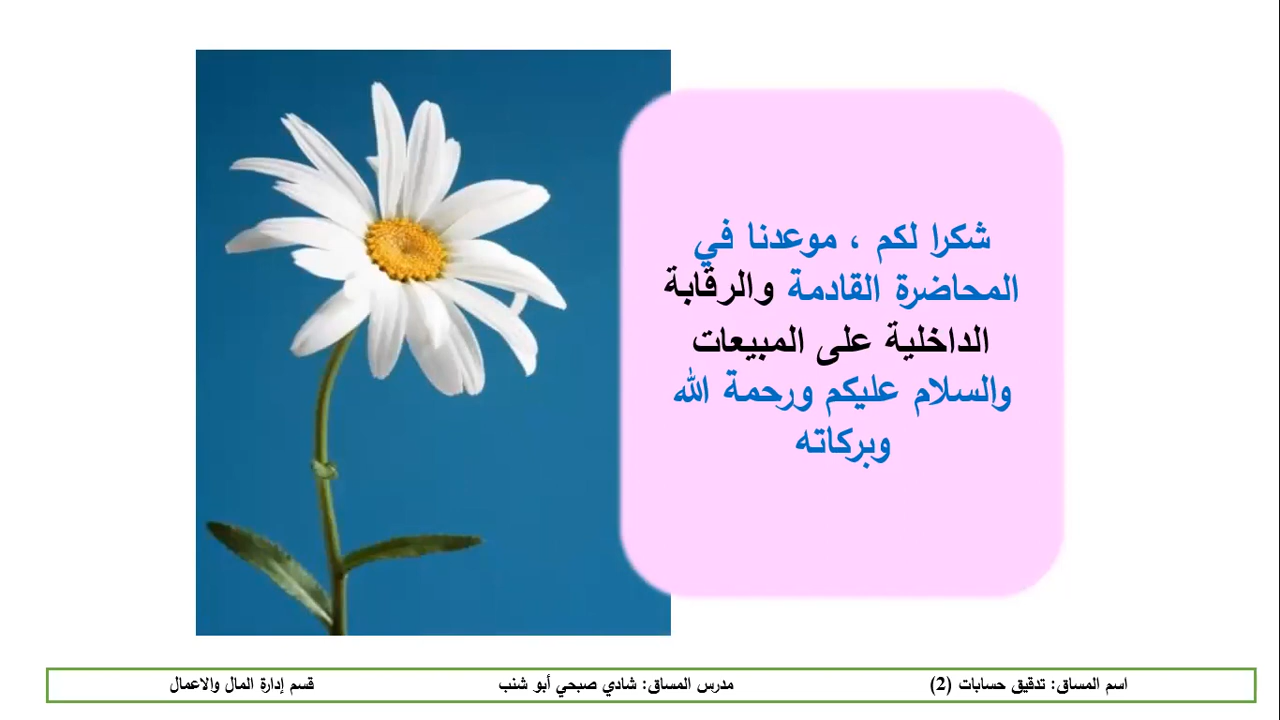 شكرا لكم ، موعدنا في
المحاضرة القادمة والرقابة
الداخلية على المبيعات
والسلام عليكم ورحمة الله
وبركاته
اسم المساق: تدقيق حسابات (2) مدرس المساق: شادي صبحي أبو شنب قسم إدارة المال والاعمال